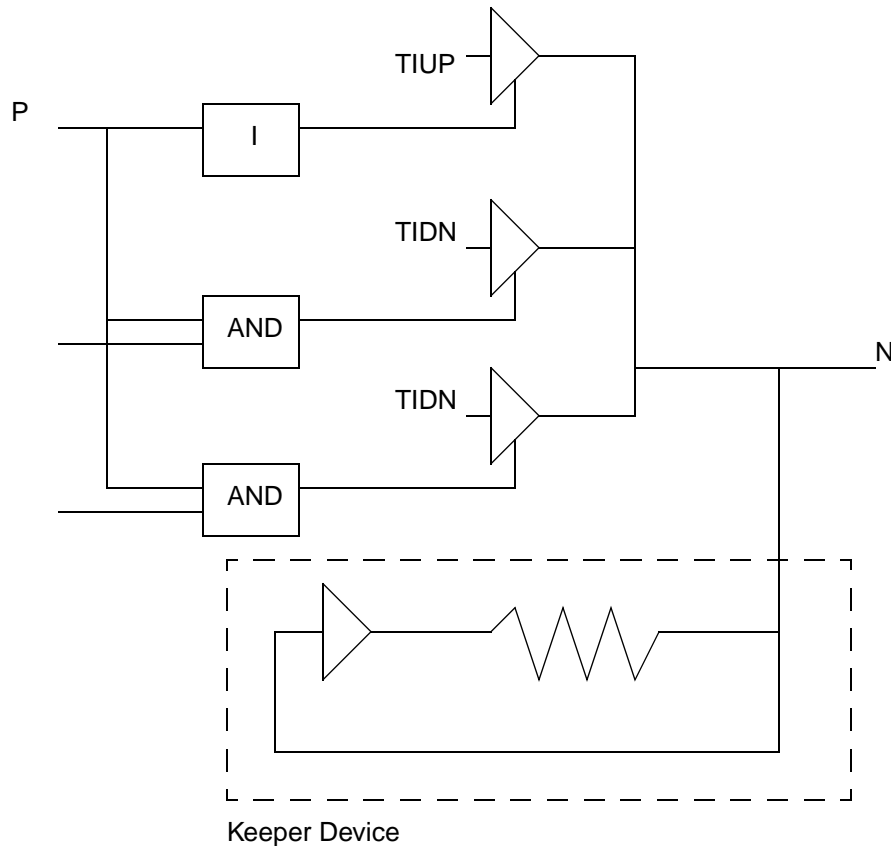 TIUP
P
I
TIDN
AND
N
TIDN
AND
Keeper Device